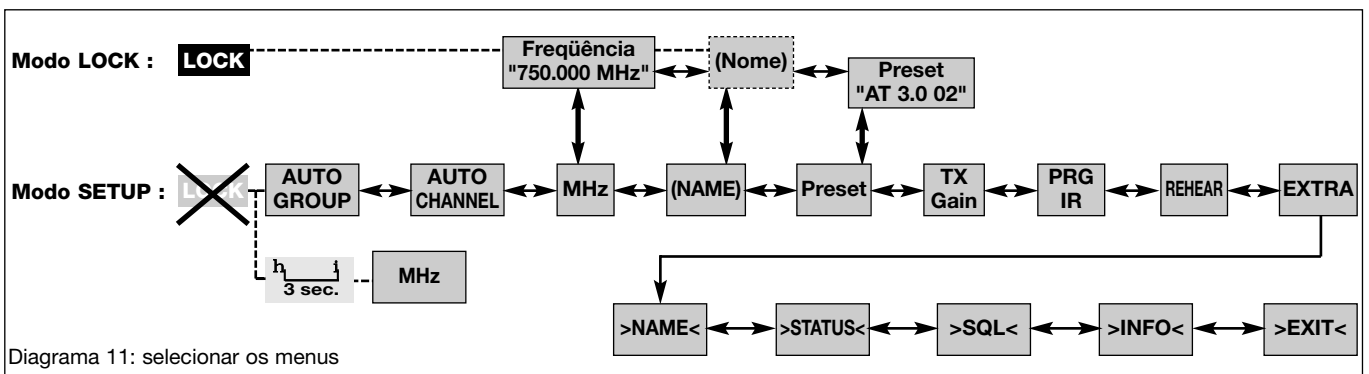 Modo LOCK :
LOCK
Freqüência
"750.000 MHz"
(Nome)
Preset
"AT 3.0 02"
Modo SETUP :
LOCK
AUTO
GROUP
AUTO
CHANNEL
MHz
(NAME)
Preset
TX
Gain
PRG
IR
REHEAR
EXTRA
h i
3 sec.
MHz
>NAME<
>STATUS<
>SQL<
>INFO<
>EXIT<
Diagrama 11: selecionar os menus